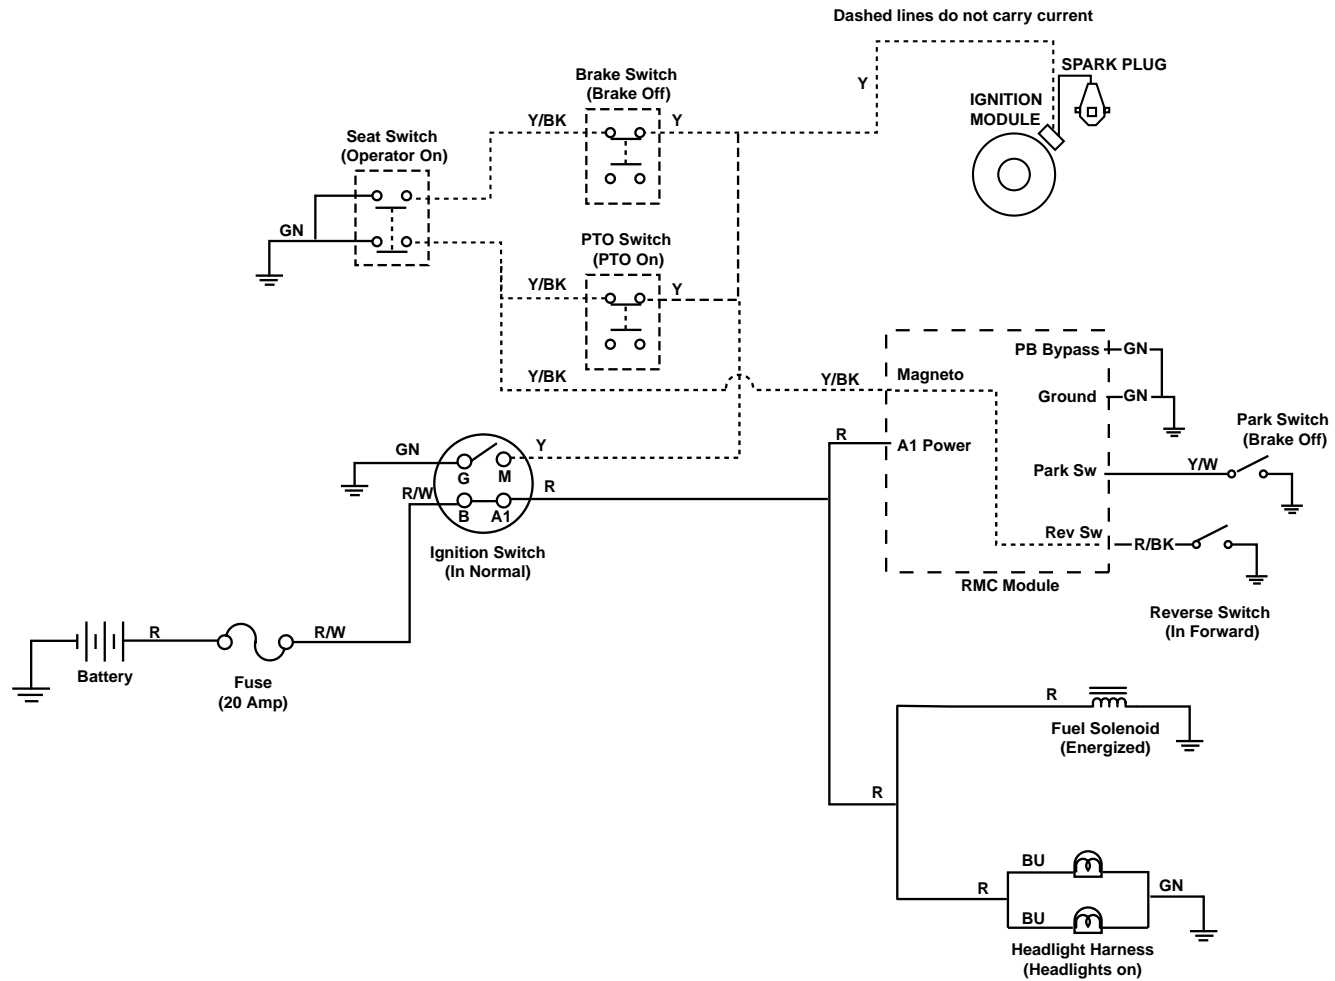 Dashed lines do not carry current
Y
SPARK PLUG
IGNITION
MODULE
Brake Switch
(Brake Off)
Y/BK
Y
Seat Switch
(Operator On)
GN
PTO Switch
(PTO On)
Y/BK
Y
Y/BK
Y/BK
Magneto
PB Bypass
GN
Ground
GN
R
A1 Power
Park Sw
Y/W
Park Switch
(Brake Off)
Rev Sw
R/BK
RMC Module
Reverse Switch
(In Forward)
GN
Y
G
M
R/W
R
B
A1
Ignition Switch
(In Normal)
R
R/W
Battery
Fuse
(20 Amp)
R
Fuel Solenoid
(Energized)
R
BU
R
GN
BU
Headlight Harness
(Headlights on)